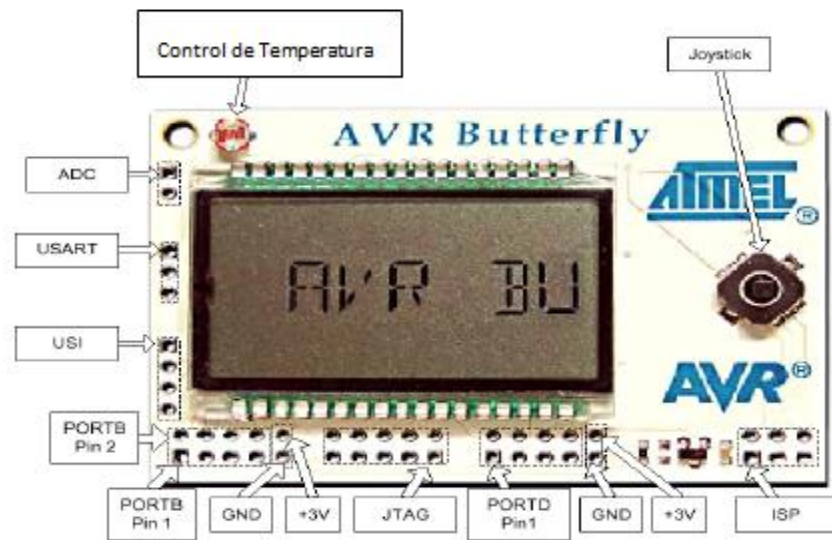 Control de Temperatura
Joystick
AVR Butterfly
ADC
ATMEL ®
USART
AVR BU
USI
AVR®
PORTB
Pin 2
PORTB
Pin 1
GND
+3V
JTAG
PORTD
Pin1
GND
+3V
ISP